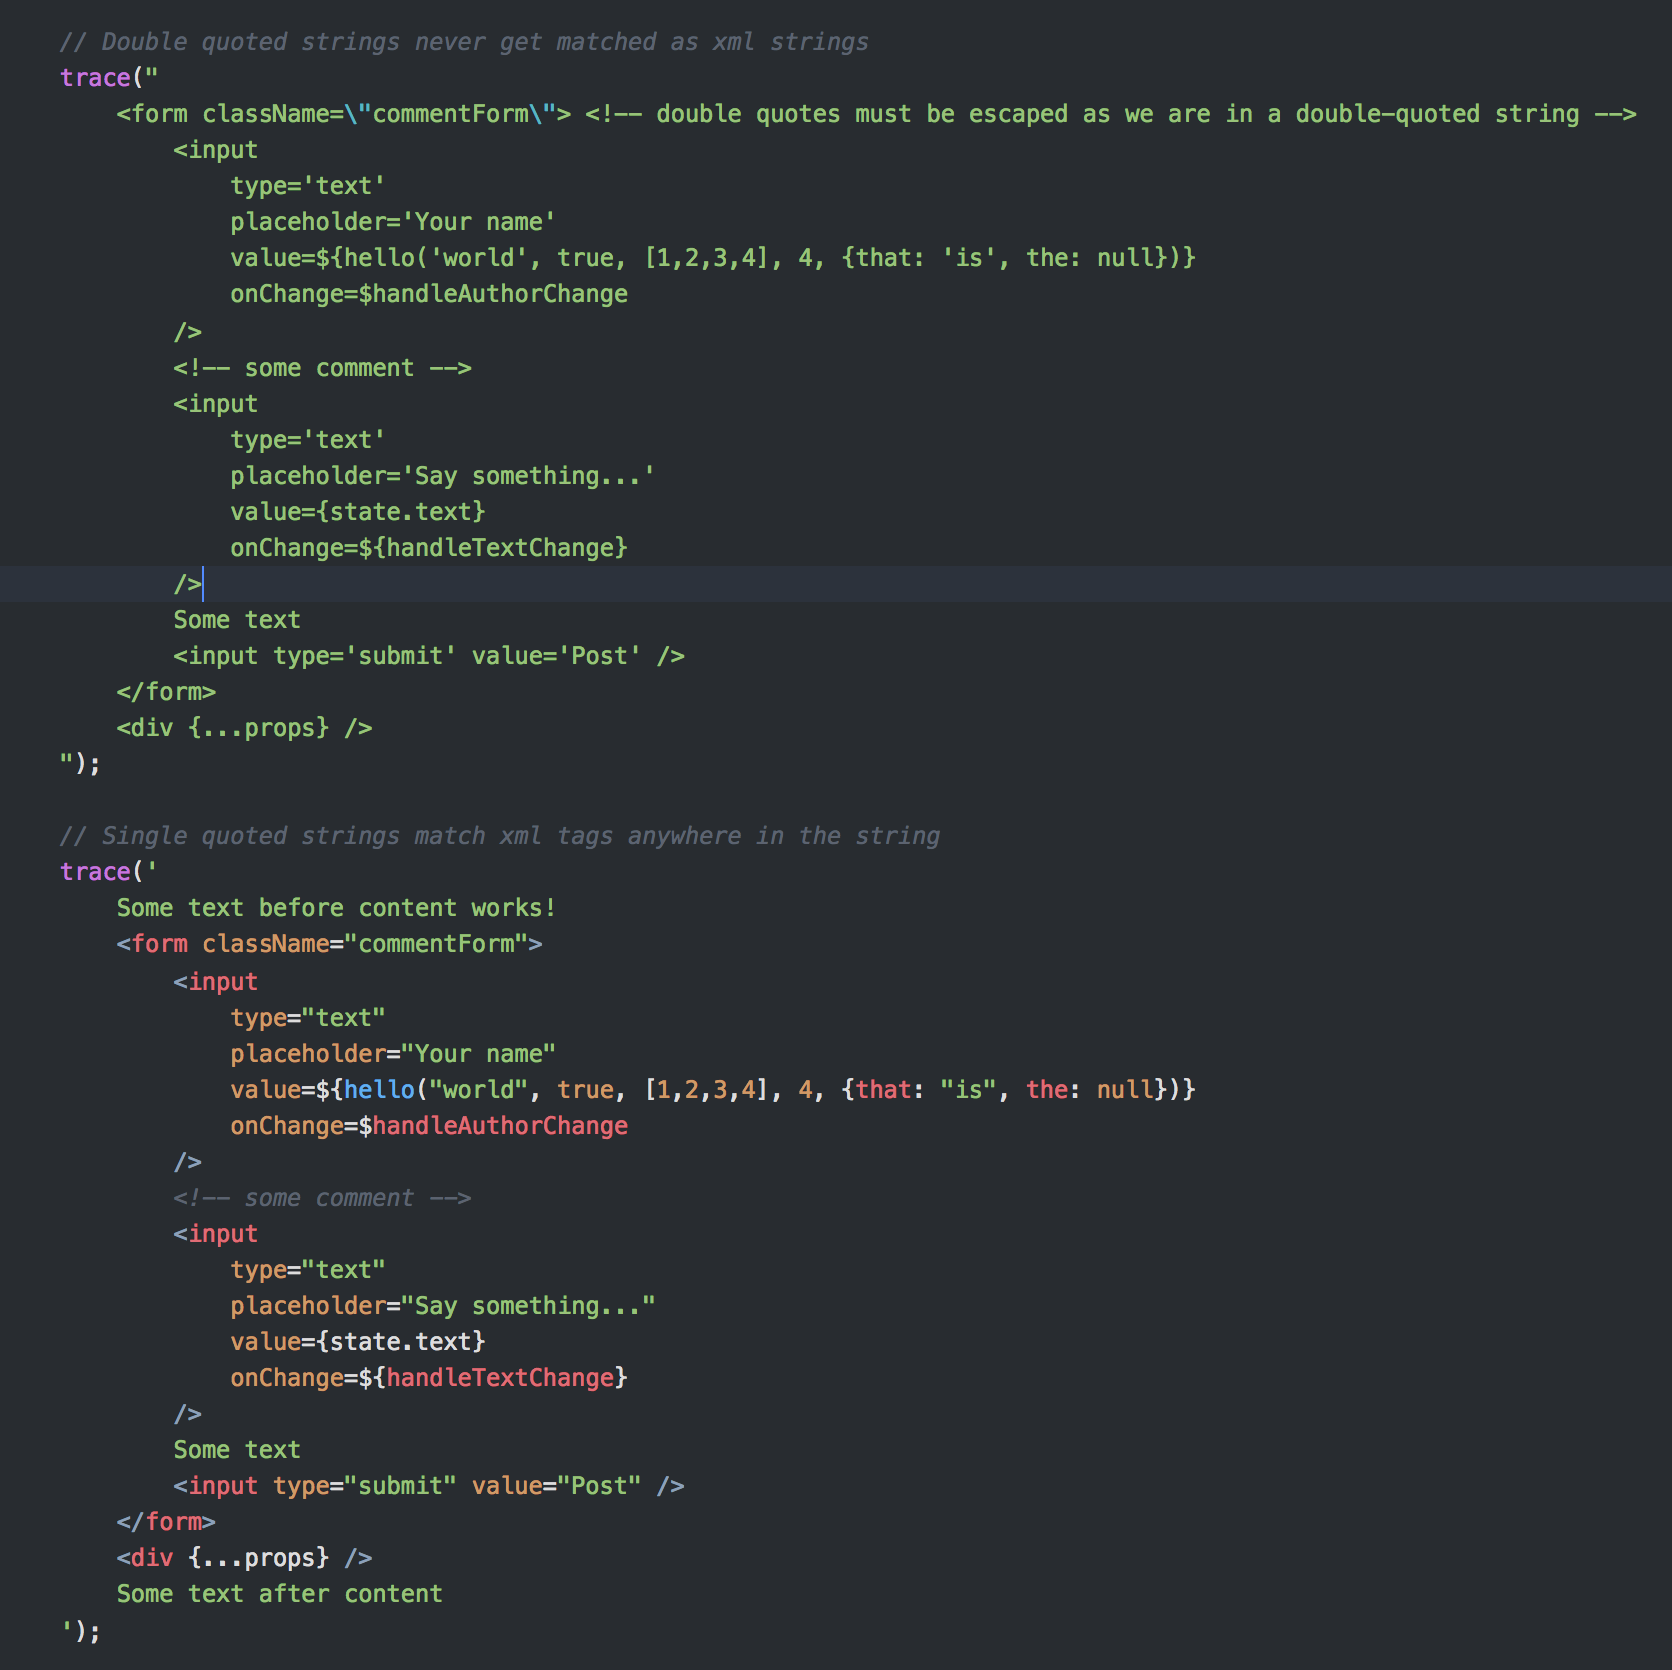 // Double quoted strings never get matched as xml strings
trace("
    <form className=\"commentForm\"> <!-- double quotes must be escaped as we are in a double-quoted string -->
        <input
            type='text'
            placeholder='Your name'
            value=${hello('world', true, [1,2,3,4], 4, {that: 'is', the: null})}
            onChange=$handleAuthorChange
        />
        <!-- some comment -->
        <input
            type='text'
            placeholder='Say something...'
            value={state.text}
            onChange=${handleTextChange}
        />
        Some text
        <input type='submit' value='Post' />
    </form>
    <div {...props} />
");

// Single quoted strings match xml tags anywhere in the string
trace('
    Some text before content works!
    <form className="commentForm">
        <input
            type="text"
            placeholder="Your name"
            value=${hello("world", true, [1,2,3,4], 4, {that: "is", the: null})}
            onChange=$handleAuthorChange
        />
        <!-- some comment -->
        <input
            type="text"
            placeholder="Say something..."
            value={state.text}
            onChange=${handleTextChange}
        />
        Some text
        <input type="submit" value="Post" />
    </form>
    <div {...props} />
    Some text after content
');